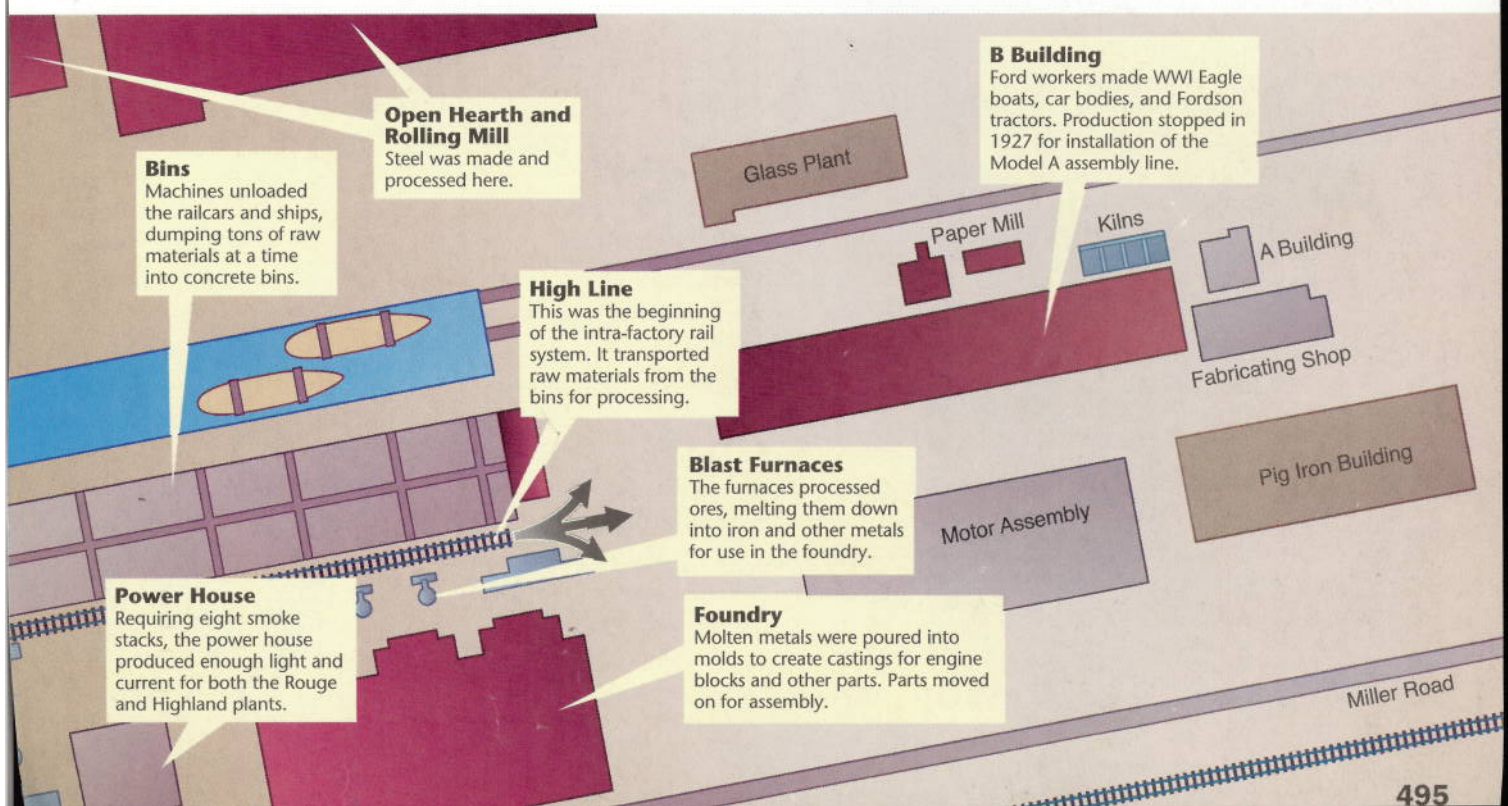 B Building
Ford workers made WWI Eagle
boats, car bodies, and Fordson
tractors. Production stopped in
1927 for installation of the
Model A assembly line.
Open Hearth and
Rolling Mill
Steel was made and
processed here.
Bins
Machines unloaded
the railcars and ships,
dumping tons of raw
materials at a time
into concrete bins.
Glass Plant
Paper Mill
Kilns
A Building
High Line
This was the beginning
of the intra-factory rail
system. It transported
raw materials from the
bins for processing.
Fabricating Shop
Blast Furnaces
The furnaces processed
ores, melting them down
into iron and other metals
for use in the foundry.
Motor Assembly
Pig Iron Building
Power House
Requiring eight smoke
stacks, the power house
produced enough light and
current for both the Rouge
and Highland plants.
Foundry
Molten metals were poured into
molds to create castings for engine
blocks and other parts. Parts moved
on for assembly.
Miller Road
495